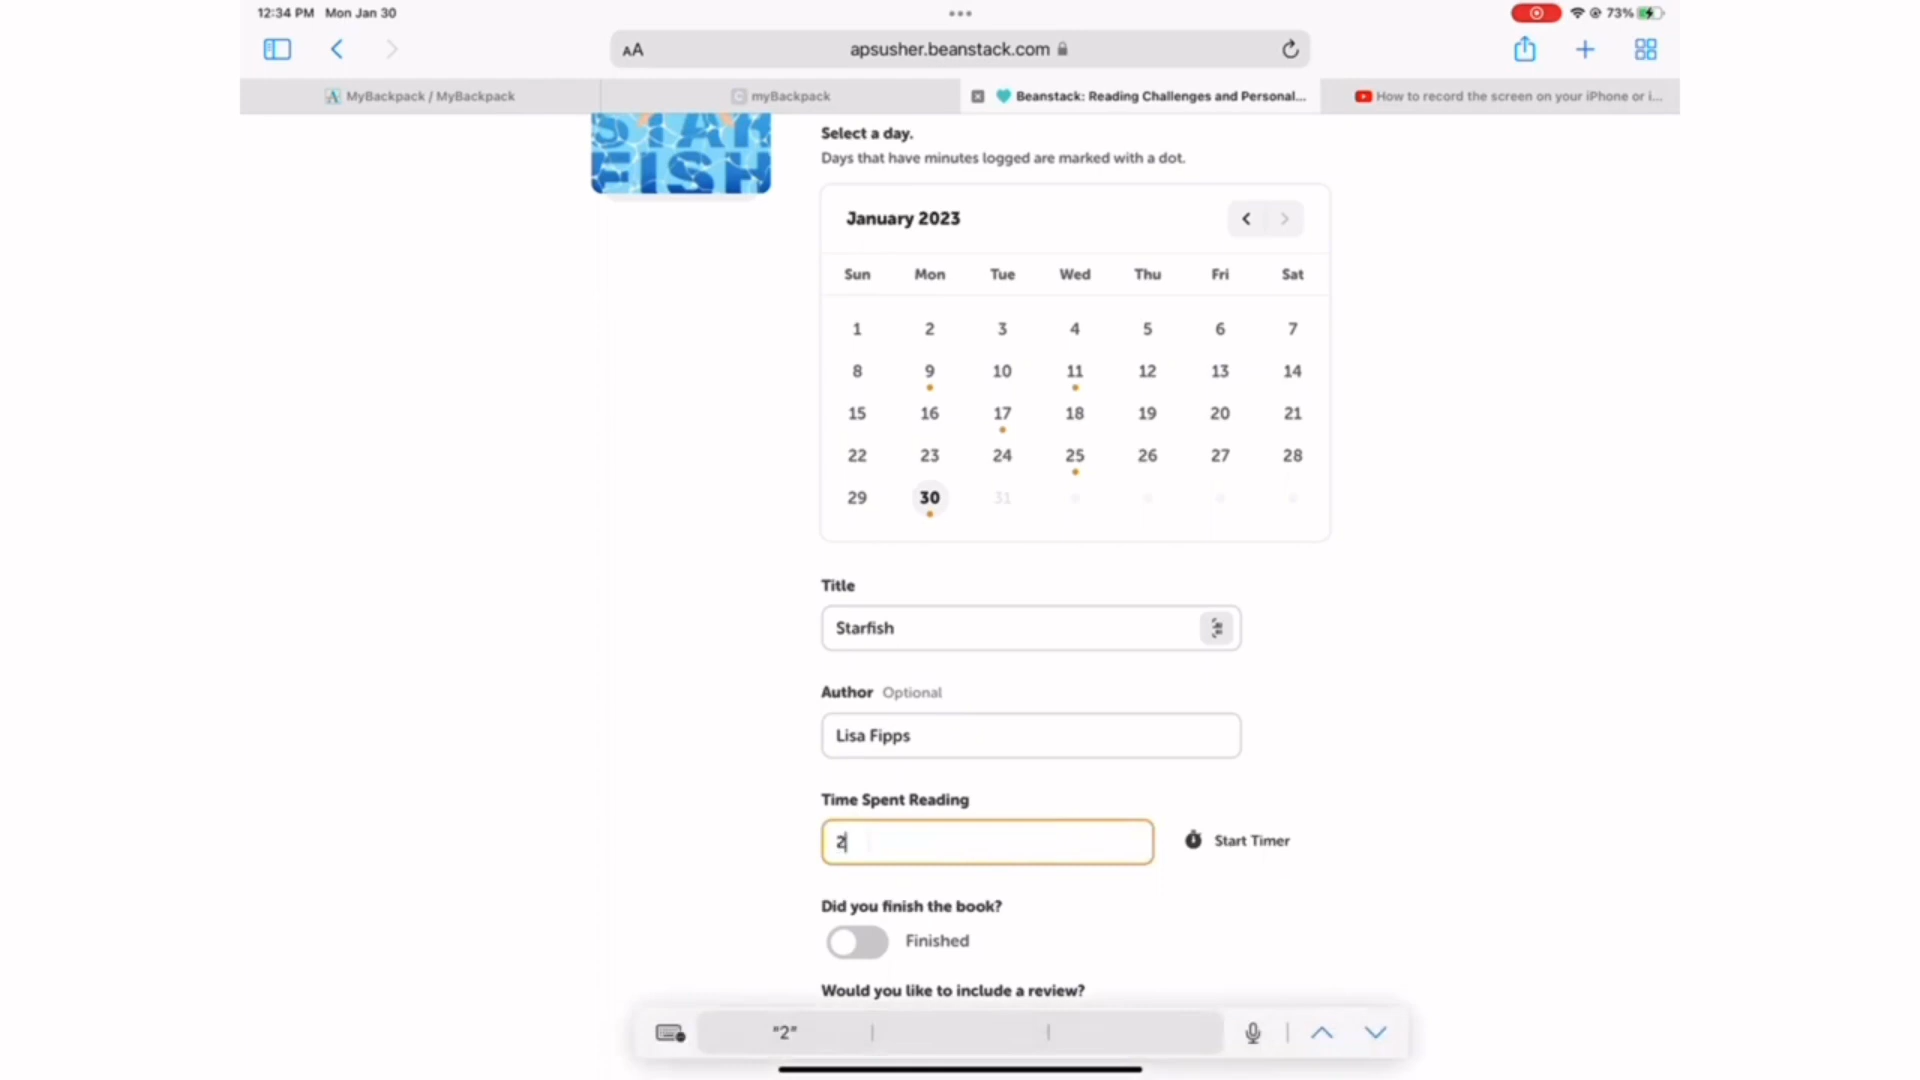 12:34 PM Mon Jan 30
73%
AA apsusher.beanstack.com
MyBackpack / MyBackpack
myBackpack
Beanstack: Reading Challenges and Personal...
How to record the screen on your iPhone or i...
STAR
FISH
Select a day.
Days that have minutes logged are marked with a dot.
January 2023
Sun Mon Tue Wed Thu Fri Sat
1 2 3 4 5 6 7
8 9 10 11 12 13 14
15 16 17 18 19 20 21
22 23 24 25 26 27 28
29 30 31
Title
Starfish
Author Optional
Lisa Fipps
Time Spent Reading
2
Start Timer
Did you finish the book?
Finished
Would you like to include a review?
"2"